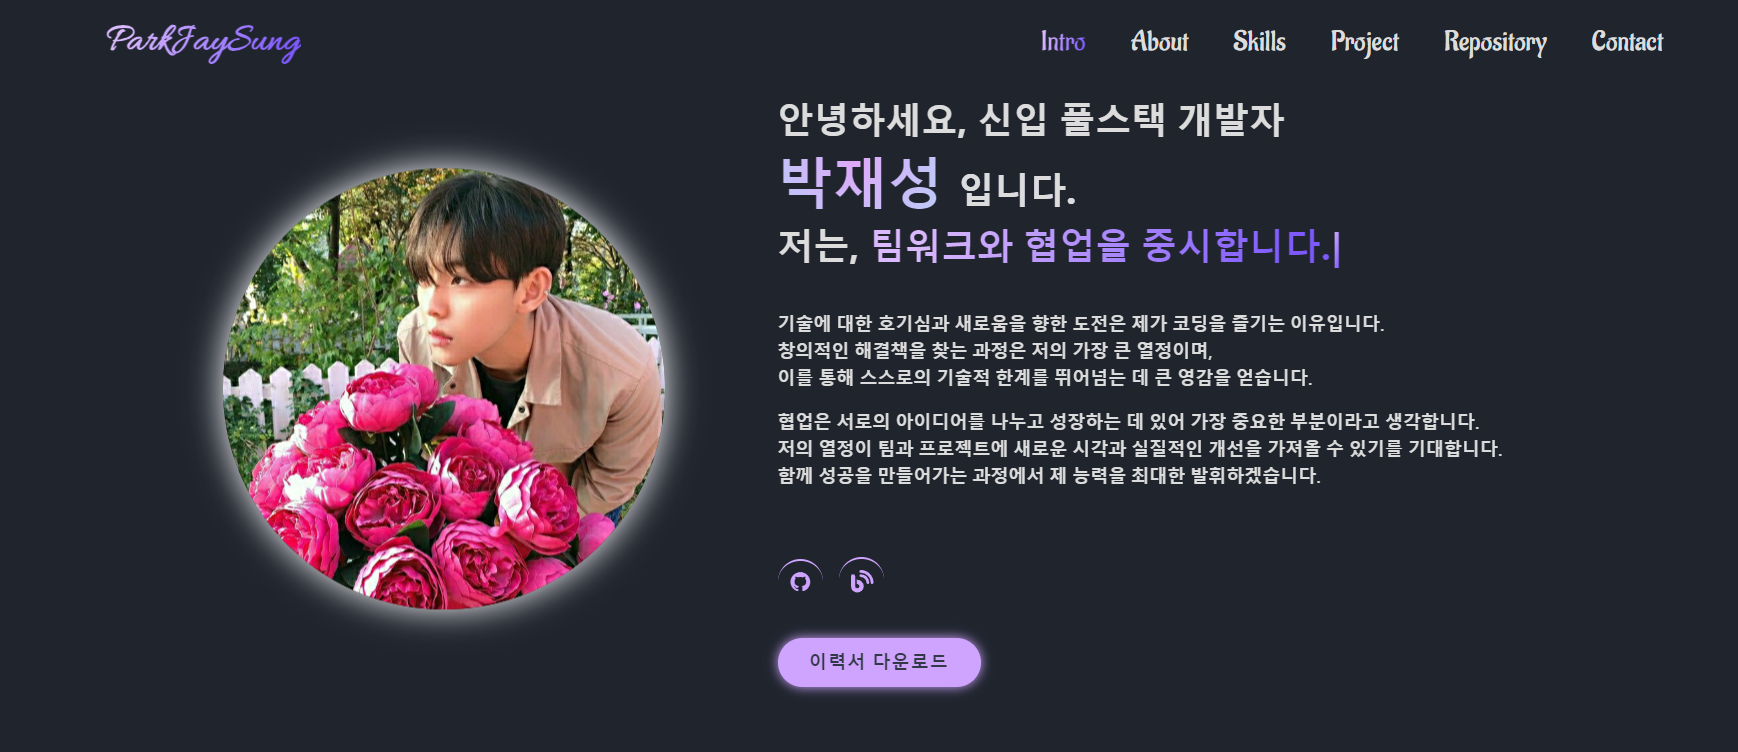 ParkJaySung
Intro About Skills Project Repository Contact
안녕하세요, 신입 풀스택 개발자
박재성 입니다.
저는, 팀워크와 협업을 중시합니다.|
기술에 대한 호기심과 새로움을 향한 도전은 제가 코딩을 즐기는 이유입니다.
창의적인 해결책을 찾는 과정은 저의 가장 큰 열정이며,
이를 통해 스스로의 기술적 한계를 뛰어넘는 데 큰 영감을 얻습니다.
협업은 서로의 아이디어를 나누고 성장하는 데 있어 가장 중요한 부분이라고 생각합니다.
저의 열정이 팀과 프로젝트에 새로운 시각과 실질적인 개선을 가져올 수 있기를 기대합니다.
함께 성공을 만들어가는 과정에서 제 능력을 최대한 발휘하겠습니다.
이력서 다운로드